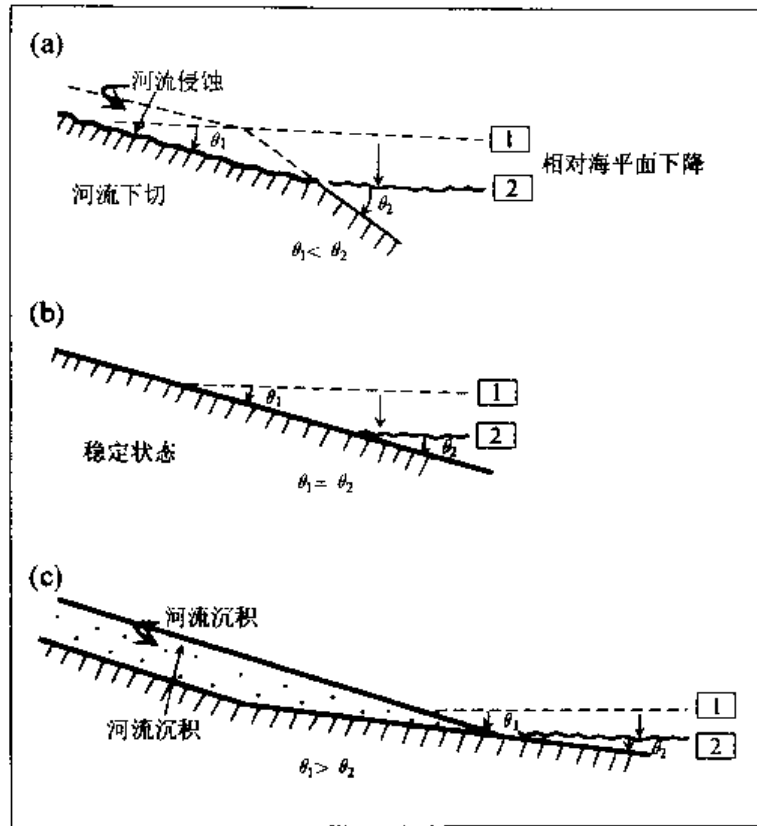 (a)
河流侵蚀
θ₁
1
相对海平面下降
2
河流下切
θ₂
θ₁< θ₂
(b)
1
θ₁
2
θ₂
稳定状态
θ₁= θ₂
(c)
河流沉积
1
θ₁
河流沉积
2
θ₂
θ₁> θ₂